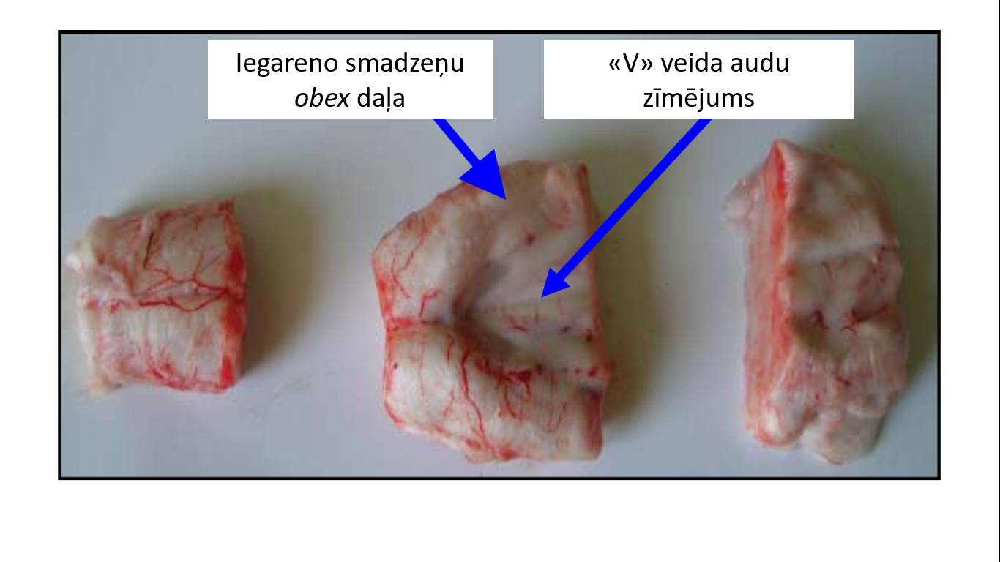 Iegareno smadzeņu
obex daļa
«V» veida audu
zīmējums